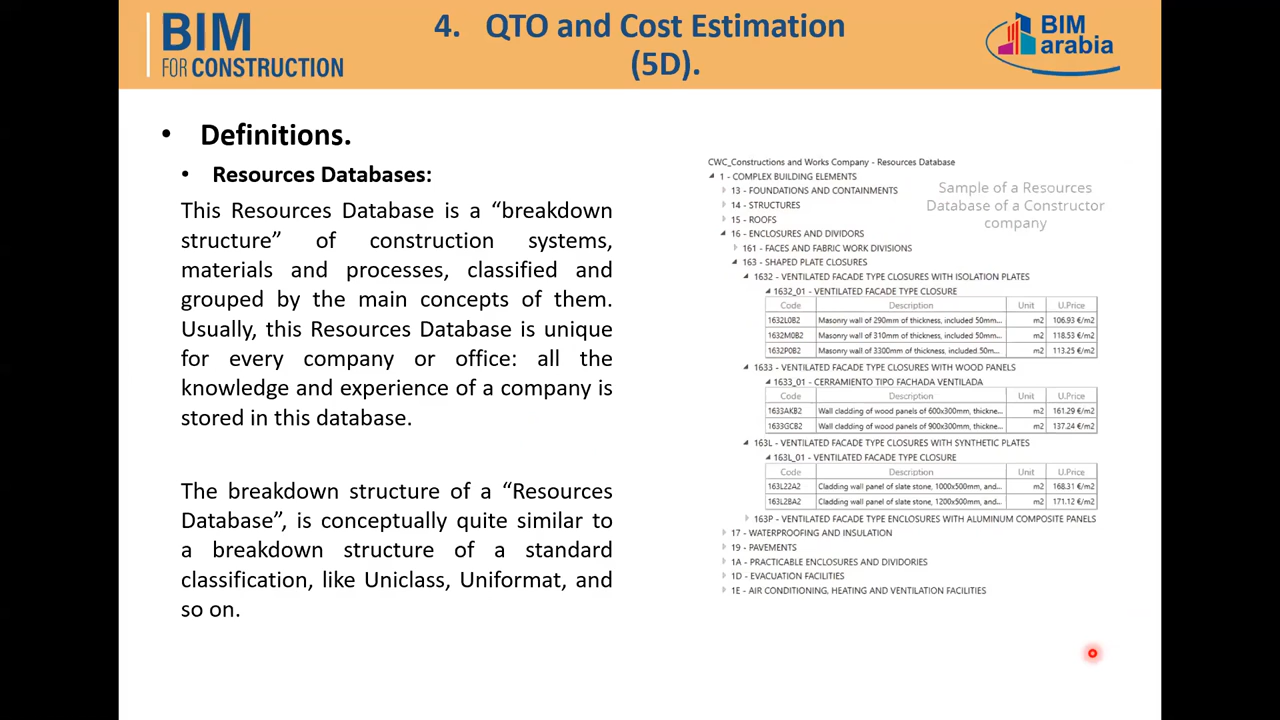 BIM
FOR CONSTRUCTION
4. QTO and Cost Estimation
(5D).
BIM
arabia
• Definitions.
• Resources Databases:
This Resources Database is a “breakdown
structure” of construction systems,
materials and processes, classified and
grouped by the main concepts of them.
Usually, this Resources Database is unique
for every company or office: all the
knowledge and experience of a company is
stored in this database.
The breakdown structure of a “Resources
Database”, is conceptually quite similar to
a breakdown structure of a standard
classification, like Uniclass, Uniformat, and
so on.
CWC_Constructions and Works Company - Resources Database
Sample of a Resources
Database of a Constructor
company
1 - COMPLEX BUILDING ELEMENTS
13 - FOUNDATIONS AND CONTAINMENTS
14 - STRUCTURES
15 - ROOFS
16 - ENCLOSURES AND DIVIDORS
161 - FACES AND FABRIC WORK DIVISIONS
163 - SHAPED PLATE CLOSURES
1632 - VENTILATED FACADE TYPE CLOSURES WITH ISOLATION PLATES
1632_01 - VENTILATED FACADE TYPE CLOSURE
Code Description Unit U.Price
1632L0B2 Masonry wall of 290mm of thickness, included 50mm... m2 106.93 €/m2
1632M0B2 Masonry wall of 310mm of thickness, included 50mm... m2 118.53 €/m2
1632P0B2 Masonry wall of 3300mm of thickness, included 50m... m2 113.25 €/m2
1633 - VENTILATED FACADE TYPE CLOSURES WITH WOOD PANELS
1633_01 - CERRAMIENTO TIPO FACHADA VENTILADA
Code Description Unit U.Price
1633AKB2 Wall cladding of wood panels of 600x300mm, thickne... m2 161.29 €/m2
1633GCB2 Wall cladding of wood panels of 900x300mm, thickne... m2 137.24 €/m2
163L - VENTILATED FACADE TYPE CLOSURES WITH SYNTHETIC PLATES
163L_01 - VENTILATED FACADE TYPE CLOSURE
Code Description Unit U.Price
163L22A2 Cladding wall panel of slate stone, 1000x500mm, and... m2 168.31 €/m2
163L2BA2 Cladding wall panel of slate stone, 1200x500mm, and... m2 171.12 €/m2
163P - VENTILATED FACADE TYPE ENCLOSURES WITH ALUMINUM COMPOSITE PANELS
17 - WATERPROOFING AND INSULATION
19 - PAVEMENTS
1A - PRACTICABLE ENCLOSURES AND DIVIDORIES
1D - EVACUATION FACILITIES
1E - AIR CONDITIONING, HEATING AND VENTILATION FACILITIES